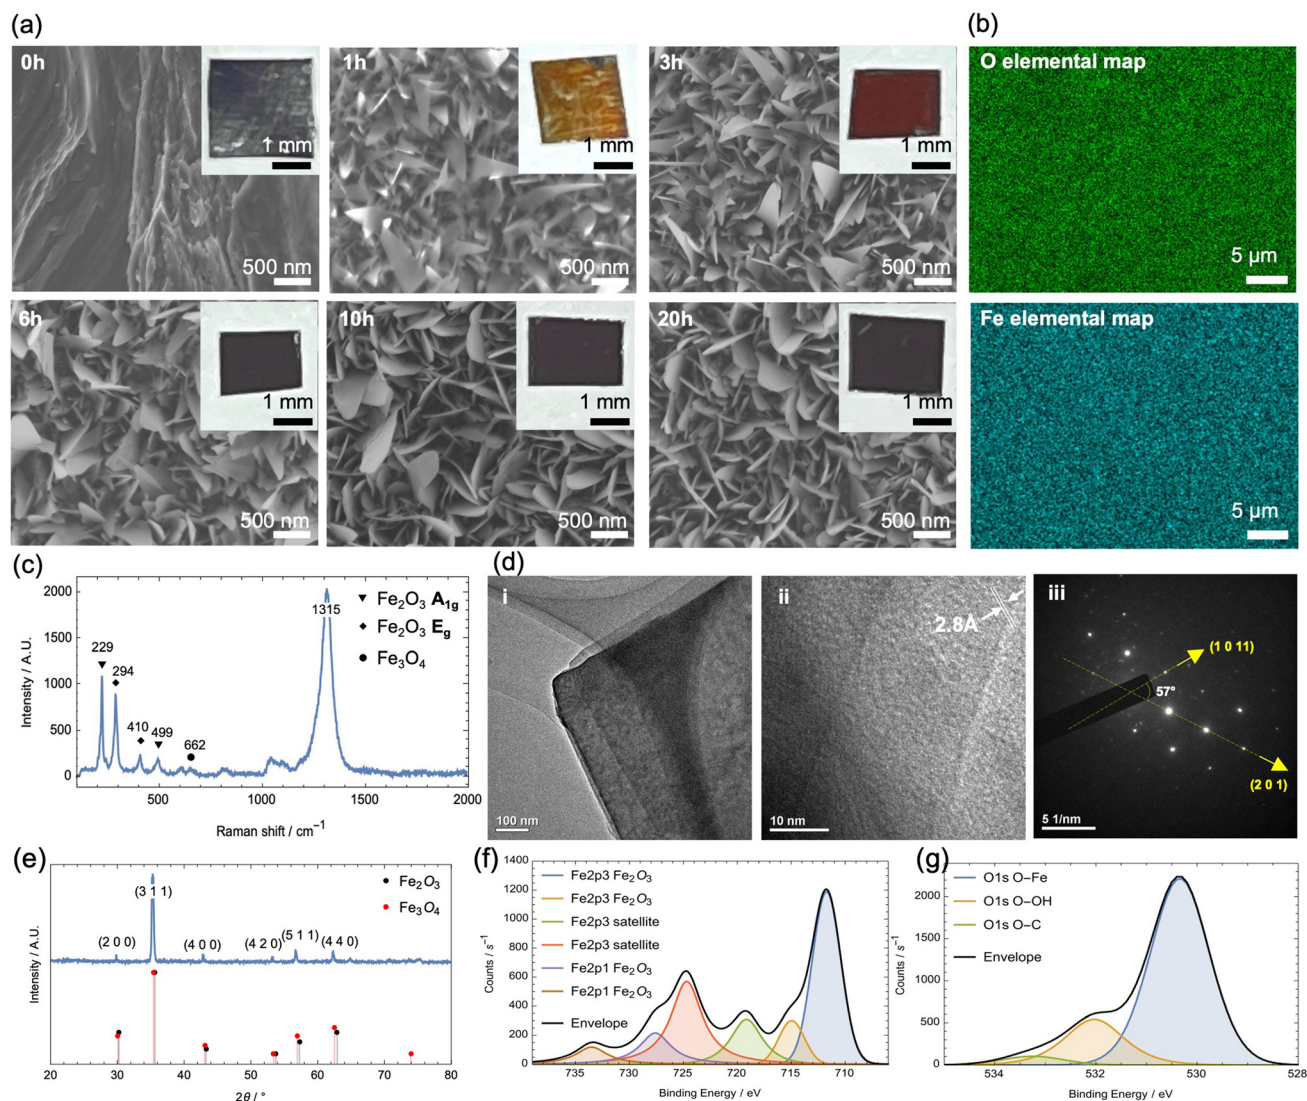 (a)
(b)
0h
1 mm
500 nm
1h
1 mm
500 nm
3h
1 mm
500 nm
O elemental map
5 µm
6h
1 mm
500 nm
10h
1 mm
500 nm
20h
1 mm
500 nm
Fe elemental map
5 µm
(c)
Intensity / A.U.
2000
1500
1000
500
0
229
294
410
499
662
1315
Fe₂O₃ A₁g
Fe₂O₃ Eg
Fe₃O₄
500
1000
1500
2000
Raman shift / cm⁻¹
(d)
i
100 nm
ii
2.8Å
10 nm
iii
(1 0 11)
57°
(2 0 1)
5 1/nm
(e)
Intensity / A.U.
(2 0 0)
(3 1 1)
(4 0 0)
(4 2 0)
(5 1 1)
(4 4 0)
Fe₂O₃
Fe₃O₄
20
30
40
50
60
70
80
2θ / °
(f)
Counts / s⁻¹
1400
1200
1000
800
600
400
200
0
Fe2p3 Fe₂O₃
Fe2p3 Fe₂O₃
Fe2p3 satellite
Fe2p3 satellite
Fe2p1 Fe₂O₃
Fe2p1 Fe₂O₃
Envelope
735
730
725
720
715
710
Binding Energy / eV
(g)
Counts / s⁻¹
2000
1500
1000
500
0
O1s O–Fe
O1s O–OH
O1s O–C
Envelope
534
532
530
528
Binding Energy / eV